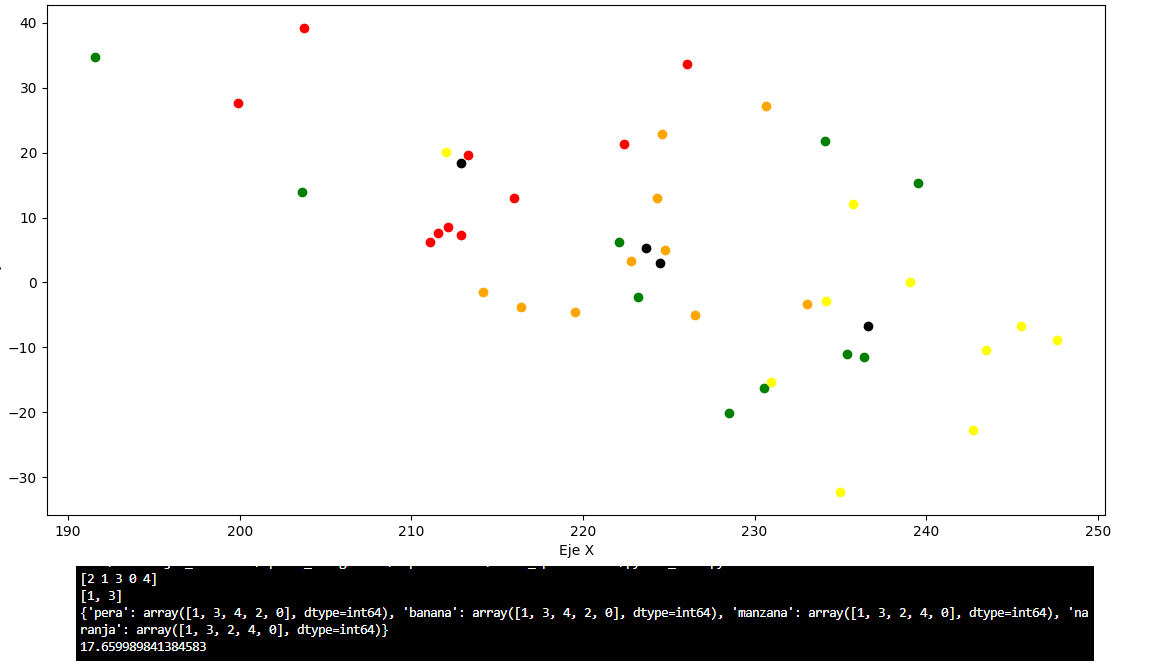 40
30
20
10
0
−10
−20
−30
190 200 210 220 230 240 250
Eje X
[2 1 3 0 4]
[1, 3]
{'pera': array([1, 3, 4, 2, 0], dtype=int64), 'banana': array([1, 3, 4, 2, 0], dtype=int64), 'manzana': array([1, 3, 2, 4, 0], dtype=int64), 'na
ranja': array([1, 3, 2, 4, 0], dtype=int64)}
17.659989841384583